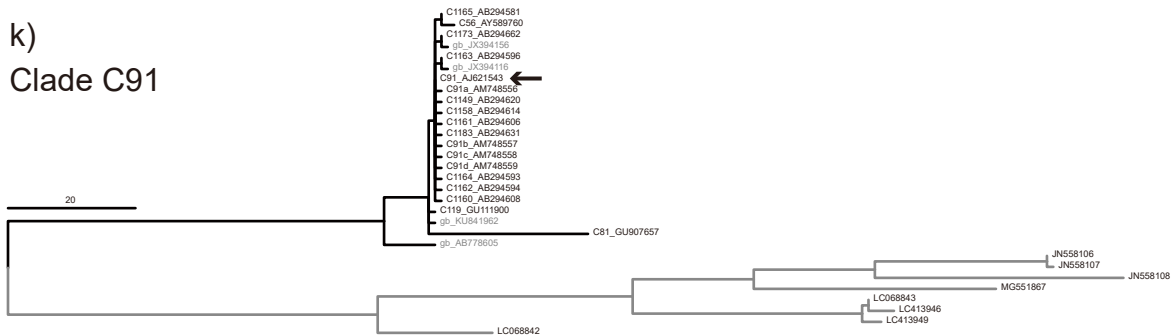 k)
Clade C91
C1165_AB294581
C56_AY589760
C1173_AB294662
gb_JX394156
C1163_AB294596
gb_JX394116
C91_AJ621543
C91a_AM748556
C1149_AB294620
C1158_AB294614
C1161_AB294606
C1183_AB294631
C91b_AM748557
C91c_AM748558
C91d_AM748559
C1164_AB294593
C1162_AB294594
C1160_AB294608
20
C119_GU111900
gb_KU841962
C81_GU907657
gb_AB778605
JN558106
JN558107
JN558108
MG551867
LC068843
LC413946
LC413949
LC068842